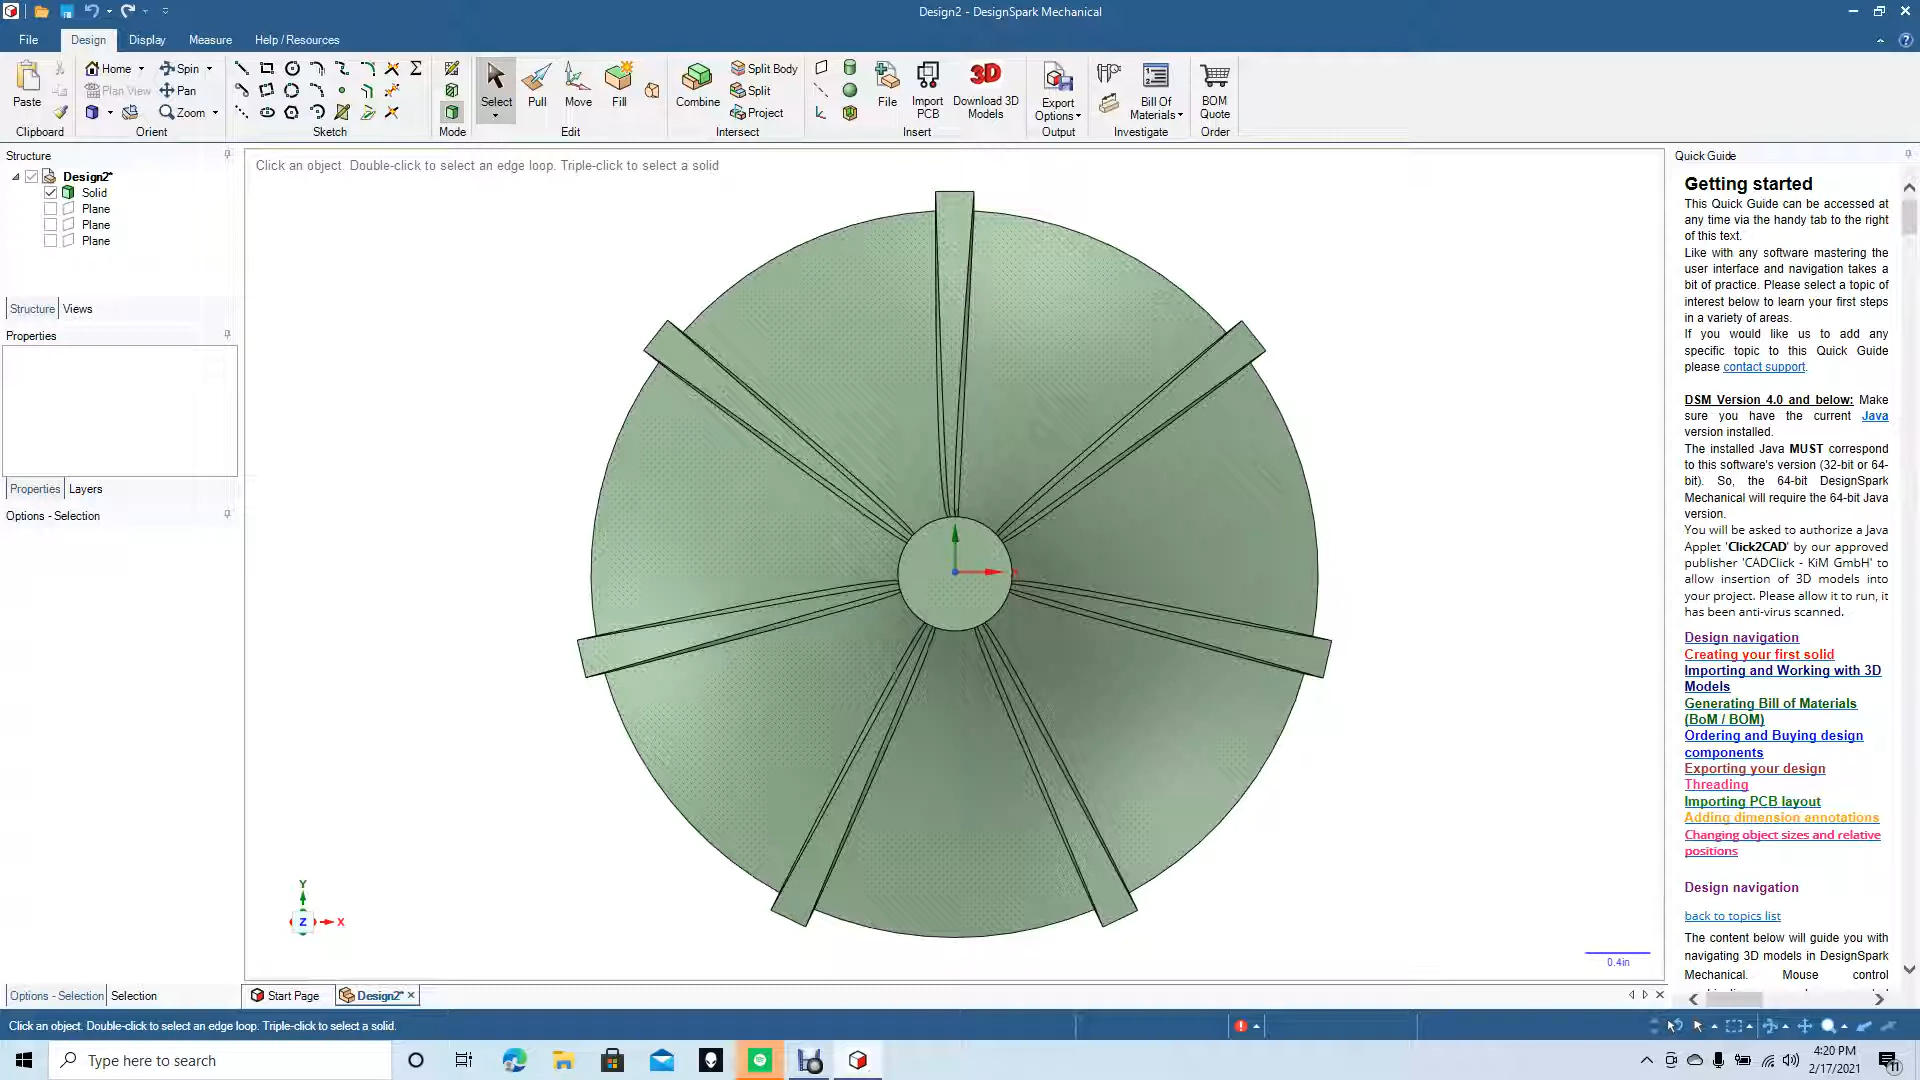 Design2 - DesignSpark Mechanical
File
Design
Display
Measure
Help / Resources
Paste
Clipboard
Home
Plan View
Spin
Pan
Zoom
Orient
Sketch
Mode
Select
Pull
Move
Fill
Edit
Combine
Split Body
Split
Project
Intersect
File
Import
PCB
3D
Download 3D
Models
Insert
Export
Options
Output
Bill Of
Materials
Investigate
BOM
Quote
Order
Structure
Design2*
Solid
Plane
Plane
Plane
Structure
Views
Properties
Properties
Layers
Options - Selection
Click an object. Double-click to select an edge loop. Triple-click to select a solid
Y
Z
X
0.4in
Quick Guide
Getting started
This Quick Guide can be accessed at
any time via the handy tab to the right
of this text.
Like with any software mastering the
user interface and navigation takes a
bit of practice. Please select a topic of
interest below to learn your first steps
in a variety of areas.
If you would like us to add any
specific topic to this Quick Guide
please contact support.
DSM Version 4.0 and below: Make
sure you have the current Java
version installed.
The installed Java MUST correspond
to this software's version (32-bit or 64-
bit). So, the 64-bit DesignSpark
Mechanical will require the 64-bit Java
version.
You will be asked to authorize a Java
Applet 'Click2CAD' by our approved
publisher 'CADClick - KiM GmbH' to
allow insertion of 3D models into
your project. Please allow it to run, it
has been anti-virus scanned.
Design navigation
Creating your first solid
Importing and Working with 3D
Models
Generating Bill of Materials
(BoM / BOM)
Ordering and Buying design
components
Exporting your design
Threading
Importing PCB layout
Adding dimension annotations
Changing object sizes and relative
positions
Design navigation
back to topics list
The content below will guide you with
navigating 3D models in DesignSpark
Mechanical. Mouse control
Options - Selection
Selection
Start Page
Design2*
Click an object. Double-click to select an edge loop. Triple-click to select a solid.
Type here to search
4:20 PM
2/17/2021
11